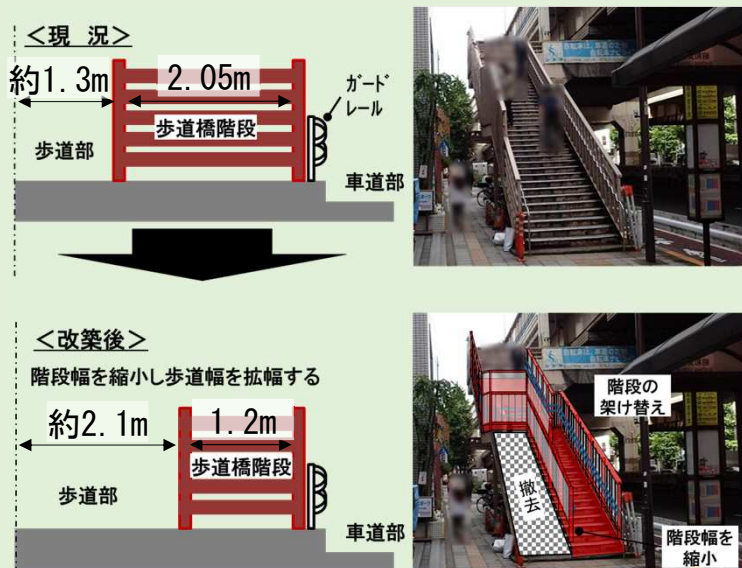 <現 況>
約1.3m
2.05m
ガード
レール
歩道橋階段
歩道部
車道部
<改築後>
階段幅を縮小し歩道幅を拡幅する
約2.1m
1.2m
歩道橋階段
歩道部
車道部
階段の
架け替え
撤去
階段幅を
縮小